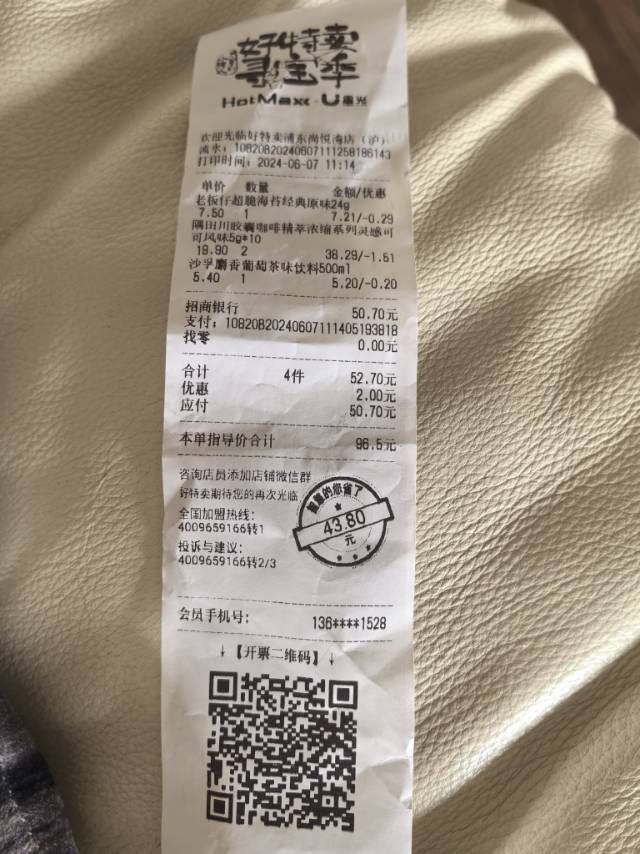 好特卖
寻宝季
HotMaxx
欢迎光临好特卖浦东尚悦湾店(沪)
流水: 108208202406071112581861​43
打印时间: 2024-06-07 11:14
单价 数量 金额/优惠
老板仔超脆海苔经典原味24g
7.50 1 7.21/-0.29
隅田川胶囊咖啡精萃浓缩系列灵感可
可风味5g*10
19.90 2 38.29/-1.51
沙孚麝香葡萄茶味饮料500ml
5.40 1 5.20/-0.20
招商银行 50.70元
支付: 10820820240607111405193818
找零 0.00元
合计 4件 52.70元
优惠 2.00元
应付 50.70元
本单指导价合计 96.5元
咨询店员添加店铺微信群
好特卖期待您的再次光临
全国加盟热线:
4009659166转1
投诉与建议:
4009659166转2/3
的您省了
43.80
元
会员手机号: 136****1528
↓【开票二维码】↓